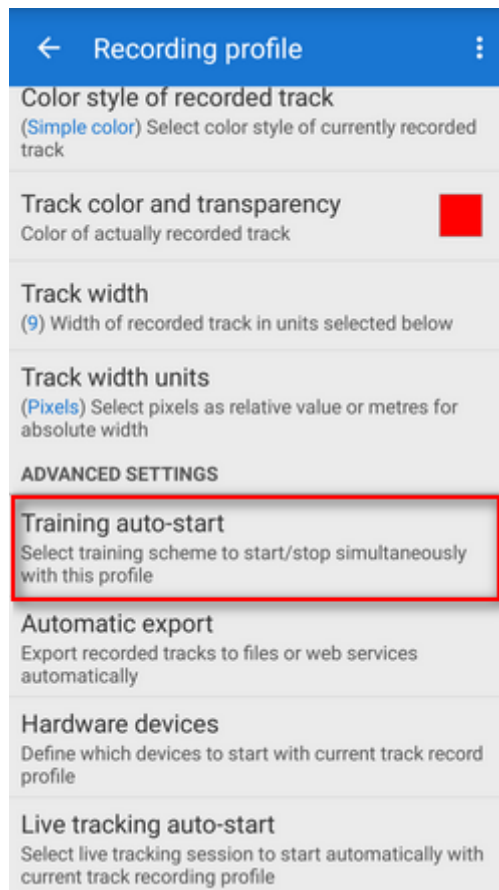 Recording profile
Color style of recorded track
(Simple color) Select color style of currently recorded
track
Track color and transparency
Color of actually recorded track
Track width
(9) Width of recorded track in units selected below
Track width units
(Pixels) Select pixels as relative value or metres for
absolute width
ADVANCED SETTINGS
Training auto-start
Select training scheme to start/stop simultaneously
with this profile
Automatic export
Export recorded tracks to files or web services
automatically
Hardware devices
Define which devices to start with current track record
profile
Live tracking auto-start
Select live tracking session to start automatically with
current track recording profile